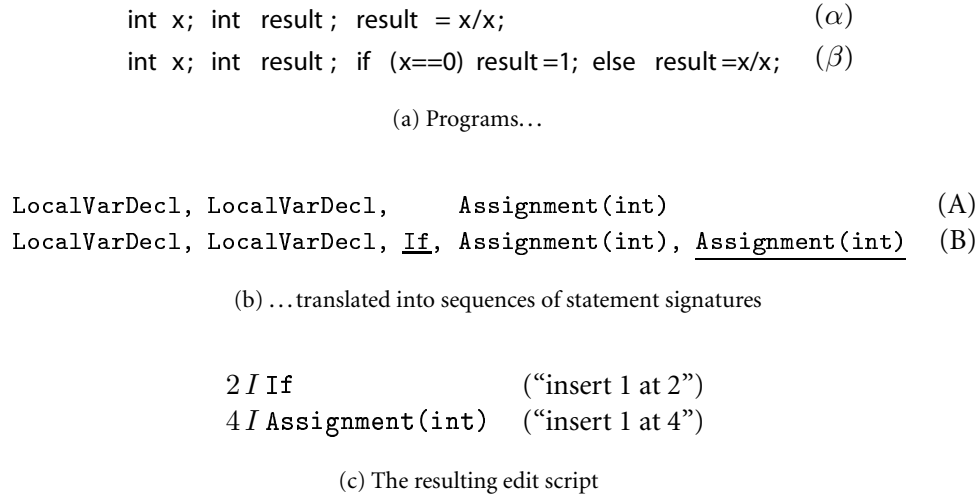 int x; int result; result = x/x; (α)
int x; int result; if (x==0) result=1; else result=x/x; (β)
(a) Programs...
LocalVarDecl, LocalVarDecl, Assignment(int) (A)
LocalVarDecl, LocalVarDecl, If, Assignment(int), Assignment(int) (B)
(b) ...translated into sequences of statement signatures
2 I If (“insert 1 at 2”)
4 I Assignment(int) (“insert 1 at 4”)
(c) The resulting edit script